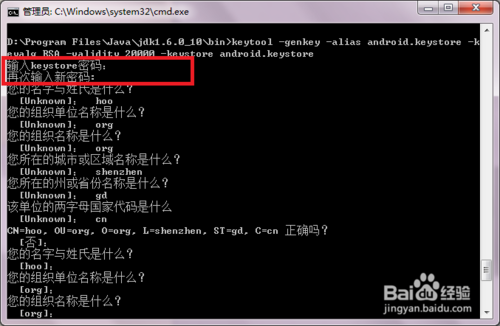 管理员: C:\Windows\system32\cmd.exe
D:\Program Files\Java\jdk1.6.0_10\bin>keytool -genkey -alias android.keystore -k
eyalg RSA -validity 20000 -keystore android.keystore
输入keystore密码:
再次输入新密码:
您的名字与姓氏是什么?
[Unknown]: hoo
您的组织单位名称是什么?
[Unknown]: org
您的组织名称是什么?
[Unknown]: org
您所在的城市或区域名称是什么?
[Unknown]: shenzhen
您所在的州或省份名称是什么?
[Unknown]: gd
该单位的两字母国家代码是什么
[Unknown]: cn
CN=hoo, OU=org, O=org, L=shenzhen, ST=gd, C=cn 正确吗?
[否]:
您的名字与姓氏是什么?
[hoo]:
您的组织单位名称是什么?
[org]:
您的组织名称是什么?
[org]:
Baidu经验
jingyan.baidu.com